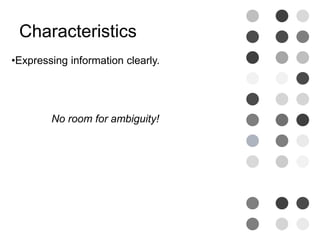 Characteristics
•Expressing information clearly.
No room for ambiguity!